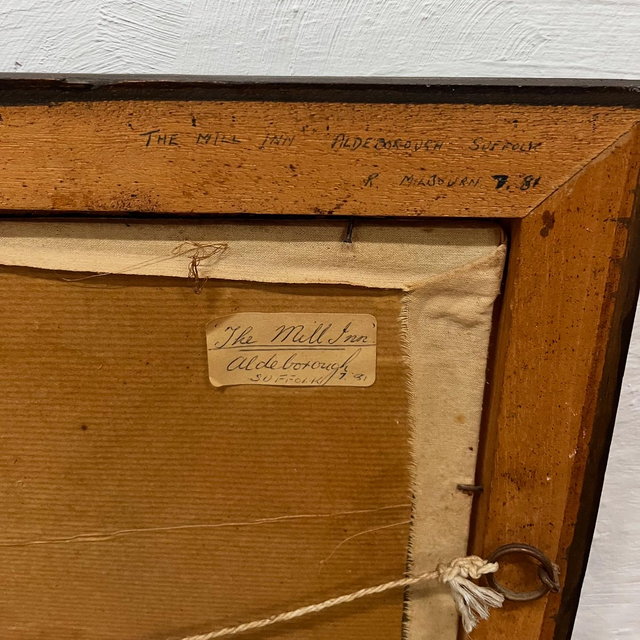 THE MILL INN ALDEBOROUGH SUFFOLK
R. MILBOURN 7. 81
The Mill Inn
Aldeborough
SUFFOLK 7 81